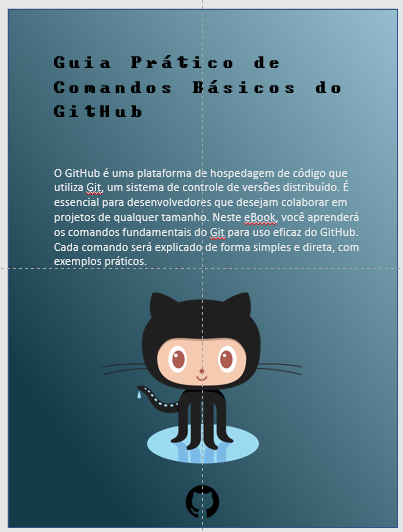 Guia Prático de
Comandos Básicos do
GitHub
O GitHub é uma plataforma de hospedagem de código que
utiliza Git, um sistema de controle de versões distribuído. É
essencial para desenvolvedores que desejam colaborar em
projetos de qualquer tamanho. Neste eBook, você aprenderá
os comandos fundamentais do Git para uso eficaz do GitHub.
Cada comando será explicado de forma simples e direta, com
exemplos práticos.